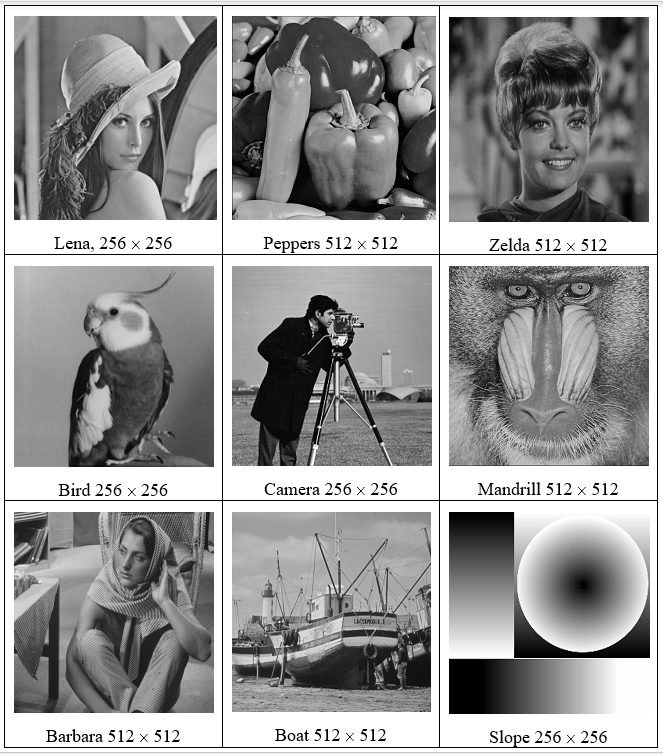 Lena, 256 × 256
Peppers 512 × 512
Zelda 512 × 512
Bird 256 × 256
Camera 256 × 256
Mandrill 512 × 512
Barbara 512 × 512
Boat 512 × 512
Slope 256 × 256